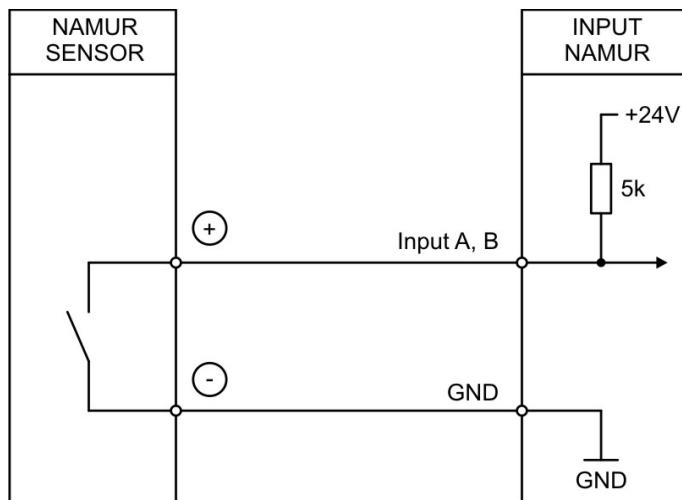 NAMUR
SENSOR
INPUT
NAMUR
+24V
5k
+
Input A, B
-
GND
GND